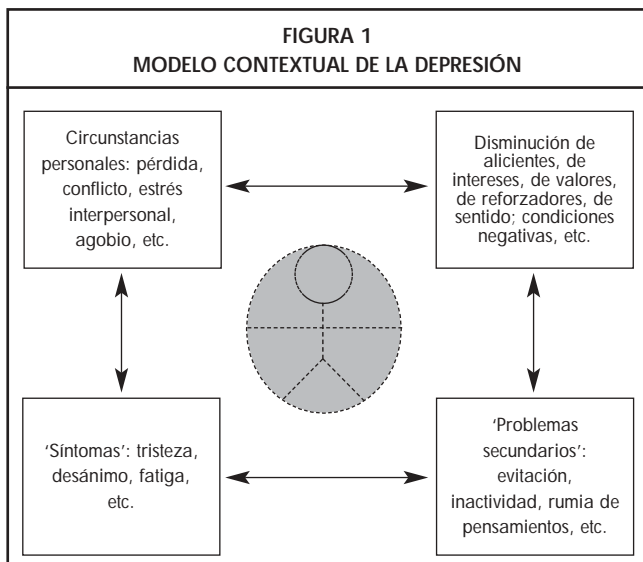 FIGURA 1
MODELO CONTEXTUAL DE LA DEPRESIÓN
Circunstancias
personales: pérdida,
conflicto, estrés
interpersonal,
agobio, etc.
Disminución de
alicientes, de
intereses, de valores,
de reforzadores, de
sentido; condiciones
negativas, etc.
'Síntomas': tristeza,
desánimo, fatiga,
etc.
'Problemas
secundarios':
evitación,
inactividad, rumia de
pensamientos, etc.